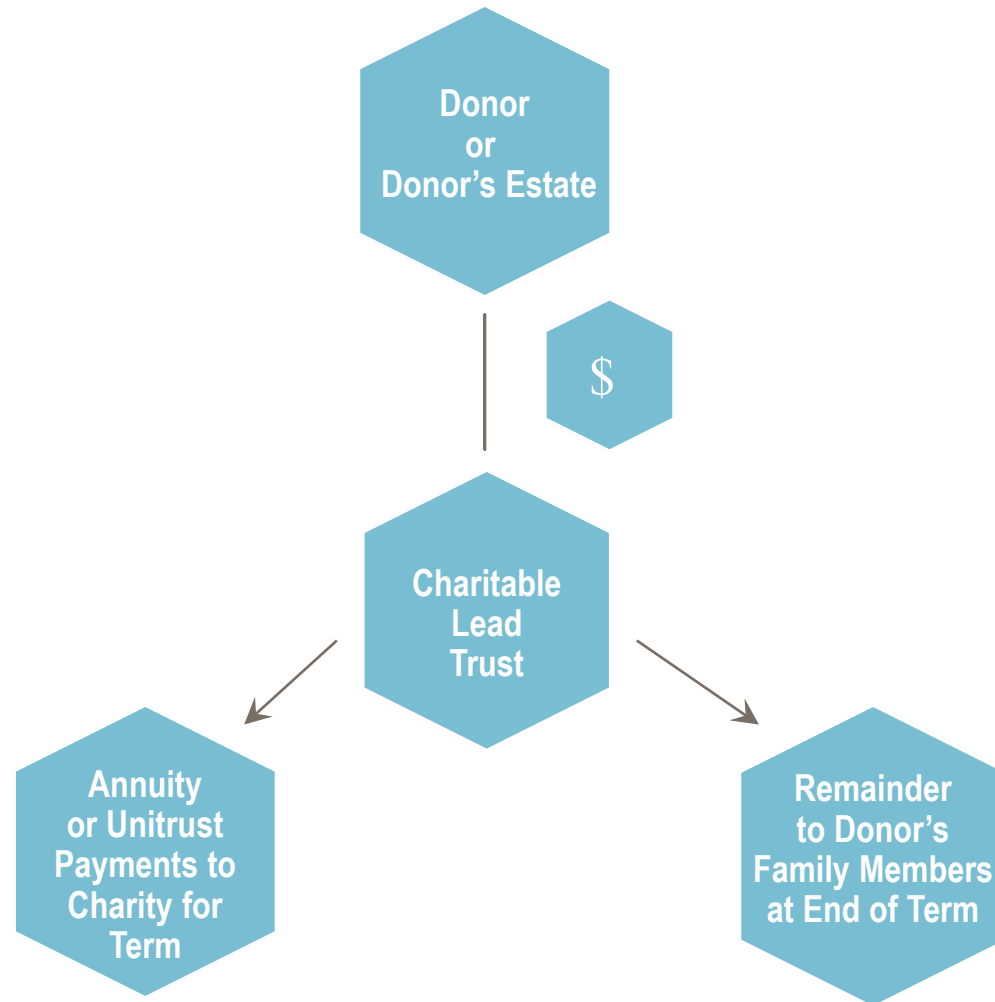 Donor
or
Donor’s Estate
$
Charitable
Lead
Trust
Annuity
or Unitrust
Payments to
Charity for
Term
Remainder
to Donor’s
Family Members
at End of Term